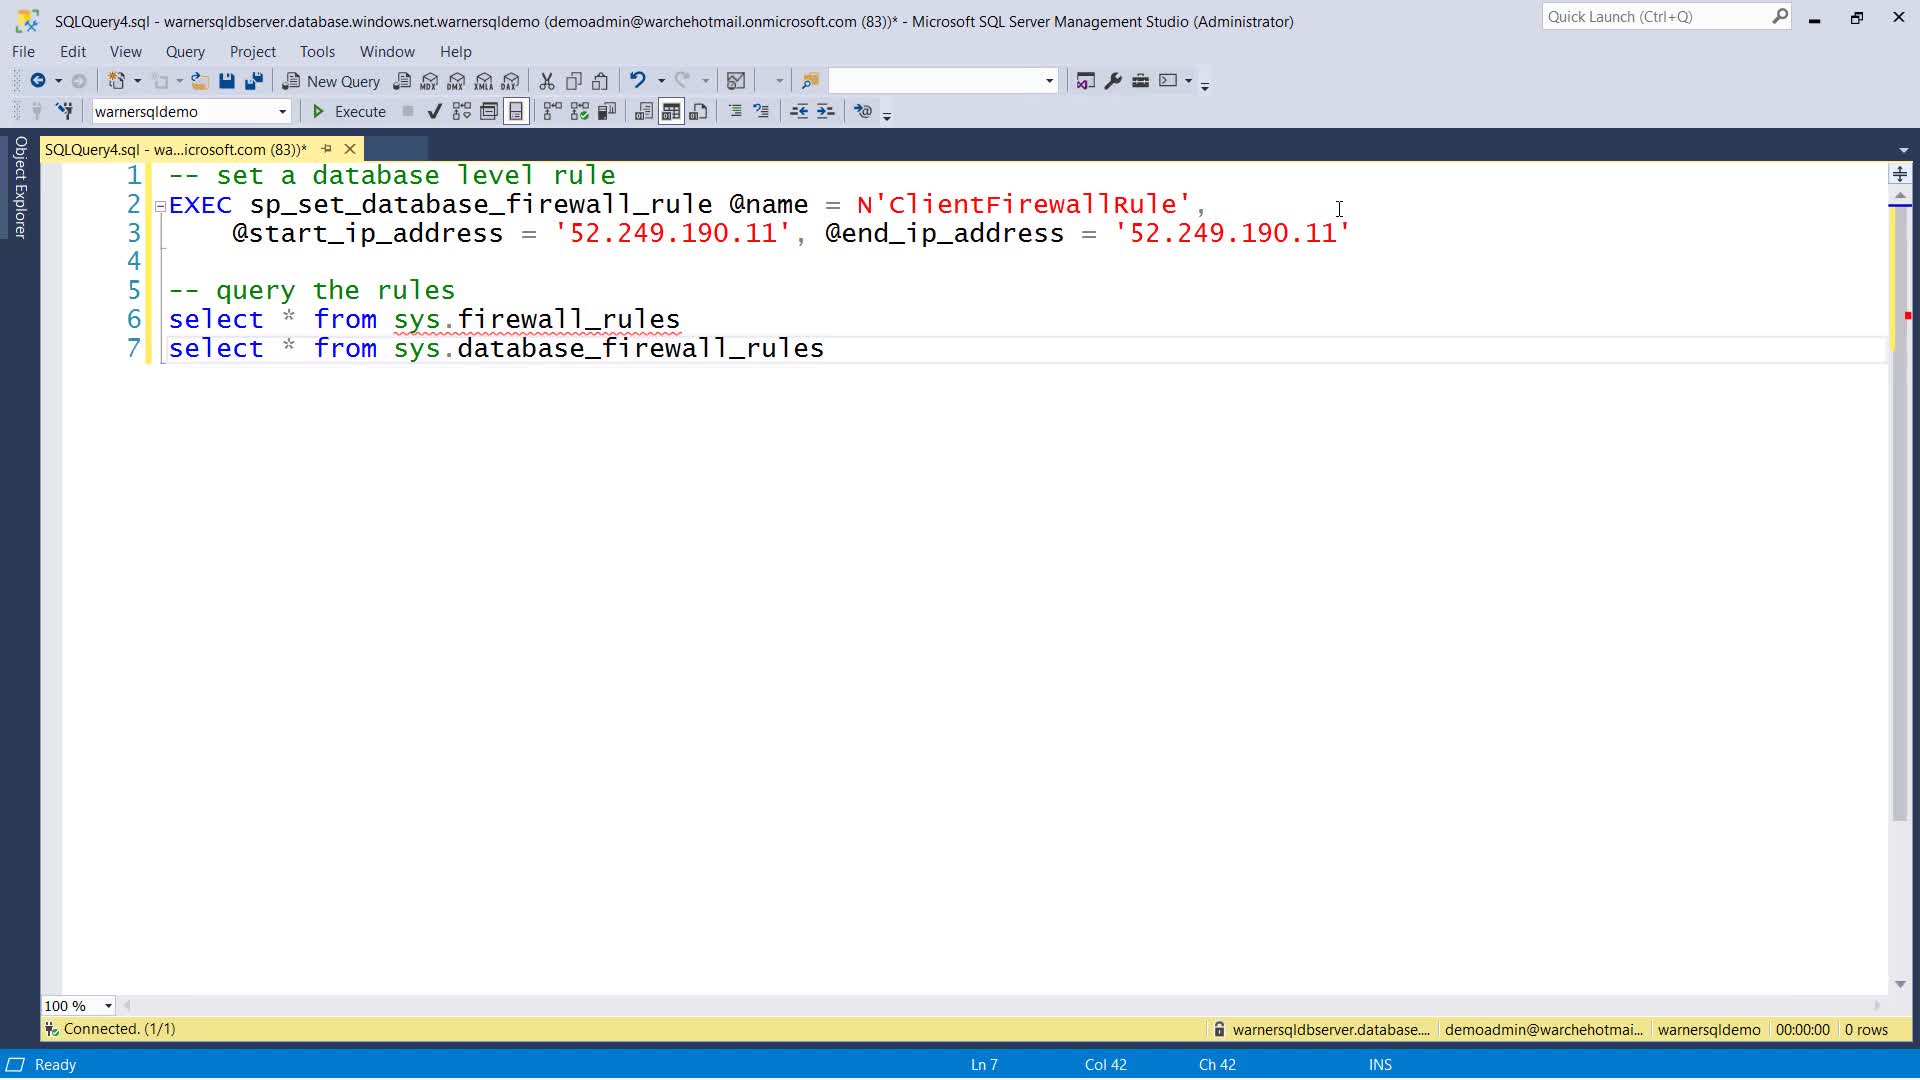 SQLQuery4.sql - warnersqldbserver.database.windows.net.warnersqldemo (demoadmin@warchehotmail.onmicrosoft.com (83))* - Microsoft SQL Server Management Studio (Administrator)
Quick Launch (Ctrl+Q)
File Edit View Query Project Tools Window Help
New Query MDX DMX XMLA DAX
warnersqldemo Execute
Object Explorer
SQLQuery4.sql - wa...icrosoft.com (83))*
1 -- set a database level rule
2 EXEC sp_set_database_firewall_rule @name = N'ClientFirewallRule',
3 @start_ip_address = '52.249.190.11', @end_ip_address = '52.249.190.11'
4
5 -- query the rules
6 select * from sys.firewall_rules
7 select * from sys.database_firewall_rules
100 %
Connected. (1/1) warnersqldbserver.database.... demoadmin@warchehotmai... warnersqldemo 00:00:00 0 rows
Ready Ln 7 Col 42 Ch 42 INS